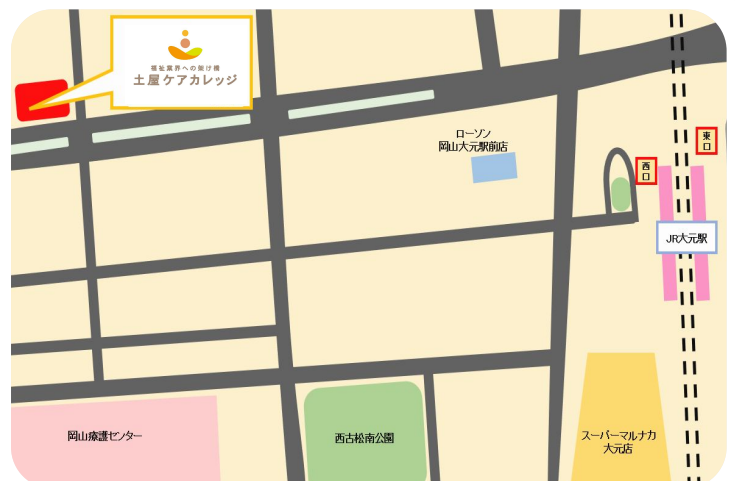 福祉業界への架け橋
土屋ケアカレッジ
ローソン
岡山大元駅前店
東口
西口
JR大元駅
岡山療護センター
西古松南公園
スーパーマルナカ
大元店